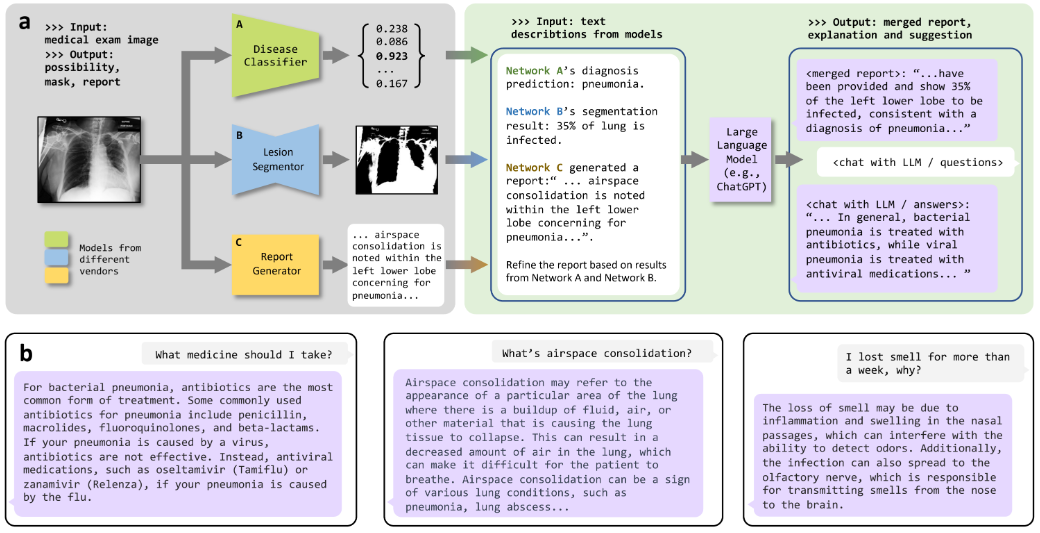 a
>>> Input:
medical exam image
>>> Output:
possibility,
mask, report
Models from
different
vendors
A
Disease
Classifier
0.238
0.086
0.923
...
0.167
B
Lesion
Segmentor
C
Report
Generator
... airspace
consolidation is
noted within the
left lower lobe
concerning for
pneumonia...
>>> Input: text
describtions from models
Network A's diagnosis
prediction: pneumonia.
Network B's segmentation
result: 35% of lung is
infected.
Network C generated a
report:“ ... airspace
consolidation is noted
within the left lower
lobe concerning for
pneumonia...”.
Refine the report based on results
from Network A and Network B.
Large
Language
Model
(e.g.,
ChatGPT)
>>> Output: merged report,
explanation and suggestion
<merged report>: “...have
been provided and show 35%
of the left lower lobe to be
infected, consistent with a
diagnosis of pneumonia...”
<chat with LLM / questions>
<chat with LLM / answers>:
“... In general, bacterial
pneumonia is treated with
antibiotics, while viral
pneumonia is treated with
antiviral medications... ”
b
What medicine should I take?
For bacterial pneumonia, antibiotics are the most
common form of treatment. Some commonly used
antibiotics for pneumonia include penicillin,
macrolides, fluoroquinolones, and beta-lactams.
If your pneumonia is caused by a virus,
antibiotics are not effective. Instead, antiviral
medications, such as oseltamivir (Tamiflu) or
zanamivir (Relenza), if your pneumonia is caused
by the flu.
What's airspace consolidation?
Airspace consolidation may refer to the
appearance of a particular area of the lung
where there is a buildup of fluid, air, or
other material that is causing the lung
tissue to collapse. This can result in a
decreased amount of air in the lung, which
can make it difficult for the patient to
breathe. Airspace consolidation can be a sign
of various lung conditions, such as
pneumonia, lung abscess...
I lost smell for more than
a week, why?
The loss of smell may be due to
inflammation and swelling in the nasal
passages, which can interfere with the
ability to detect odors. Additionally,
the infection can also spread to the
olfactory nerve, which is responsible
for transmitting smells from the nose
to the brain.